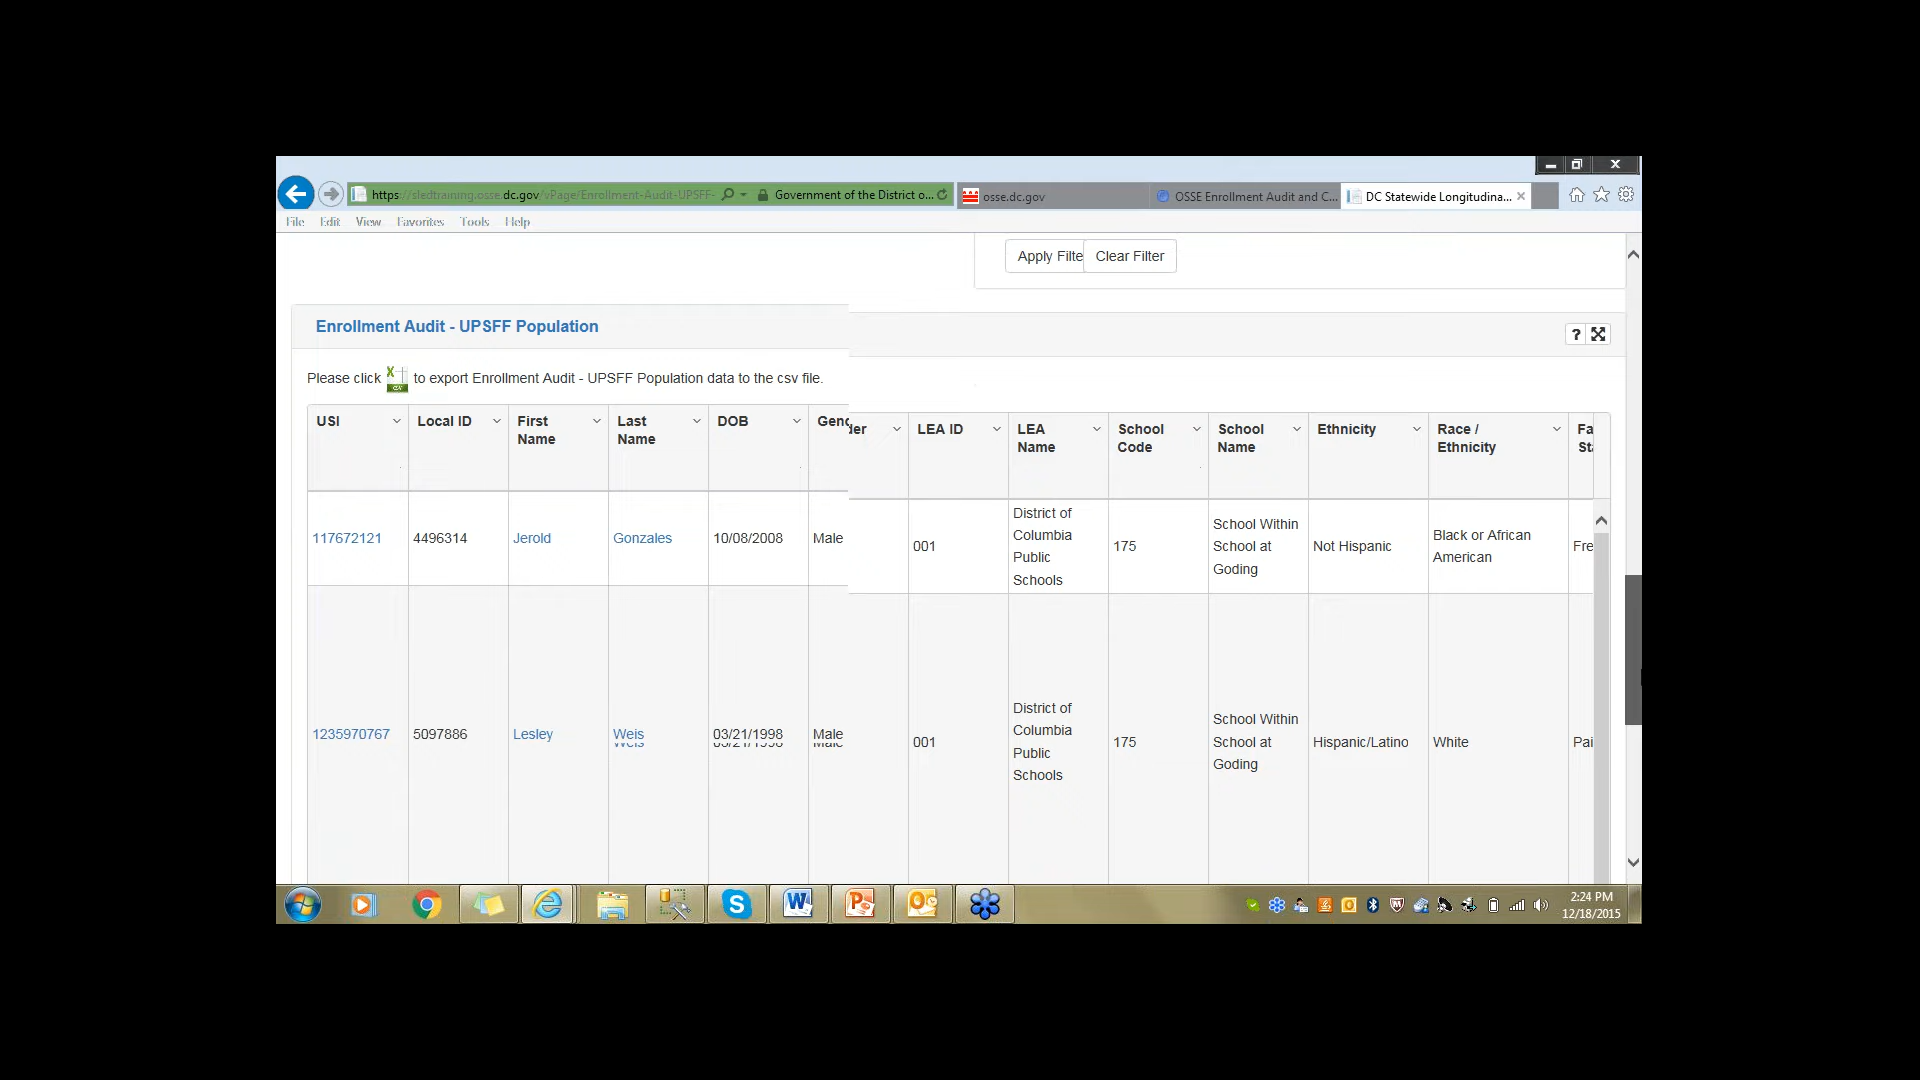 https://sledtraining.osse.dc.gov/vPage/Enrollment-Audit-UPSFF- Government of the District o... osse.dc.gov OSSE Enrollment Audit and C... DC Statewide Longitudina...
File Edit View Favorites Tools Help
Apply Filte Clear Filter
Enrollment Audit - UPSFF Population
?
Please click to export Enrollment Audit - UPSFF Population data to the csv file.
USI Local ID First Name Last Name DOB Gender LEA ID LEA Name School Code School Name Ethnicity Race / Ethnicity Fa Sta
117672121 4496314 Jerold Gonzales 10/08/2008 Male 001 District of Columbia Public Schools 175 School Within School at Goding Not Hispanic Black or African American Fre
1235970767 5097886 Lesley Weis 03/21/1998 Male 001 District of Columbia Public Schools 175 School Within School at Goding Hispanic/Latino White Pai
2:24 PM
12/18/2015